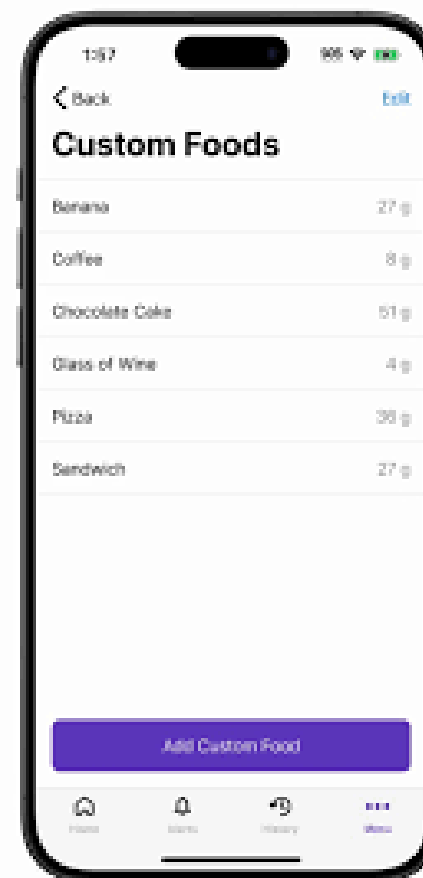 1:57
Back
Edit
Custom Foods
Banana 27 g
Coffee 8 g
Chocolate Cake 51 g
Glass of Wine 4 g
Pizza
Sandwich 27 g
Add Custom Food
Home History Menu